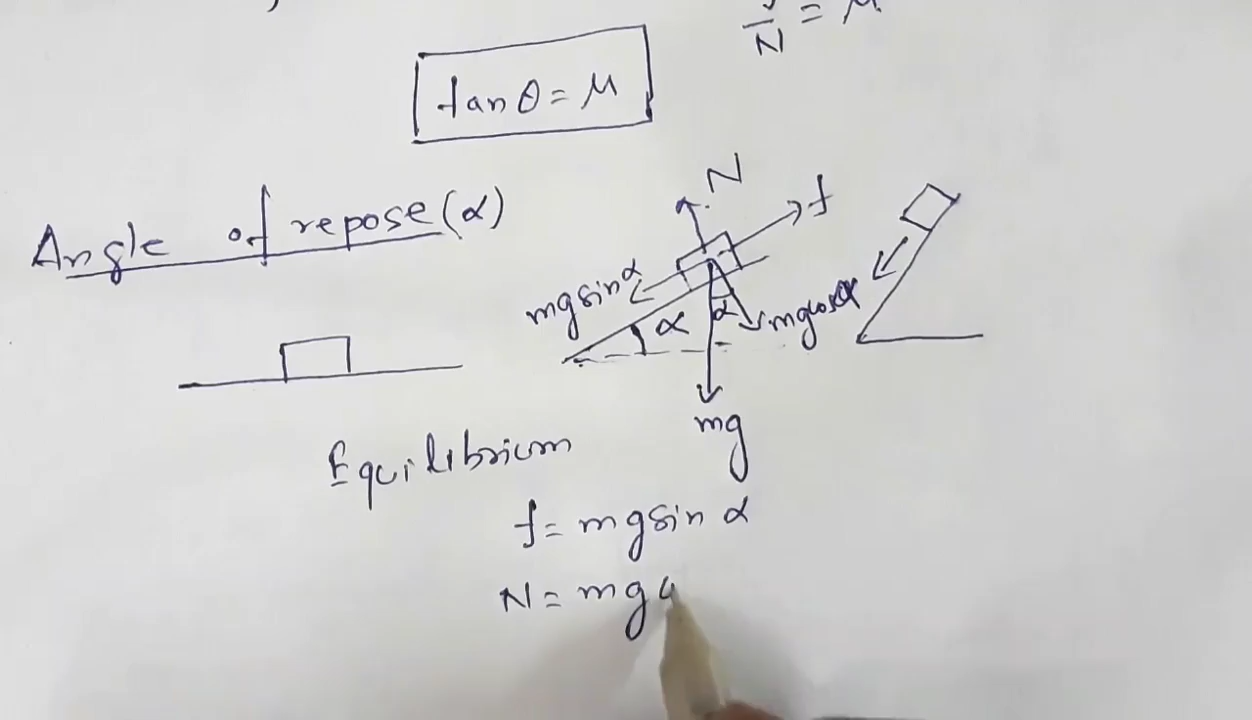 f/N = μ
tan θ = μ
Angle of repose (α)
N
f
mg sin α
α
α
mg cos α
mg
Equilibrium
f = mg sin α
N = mg c